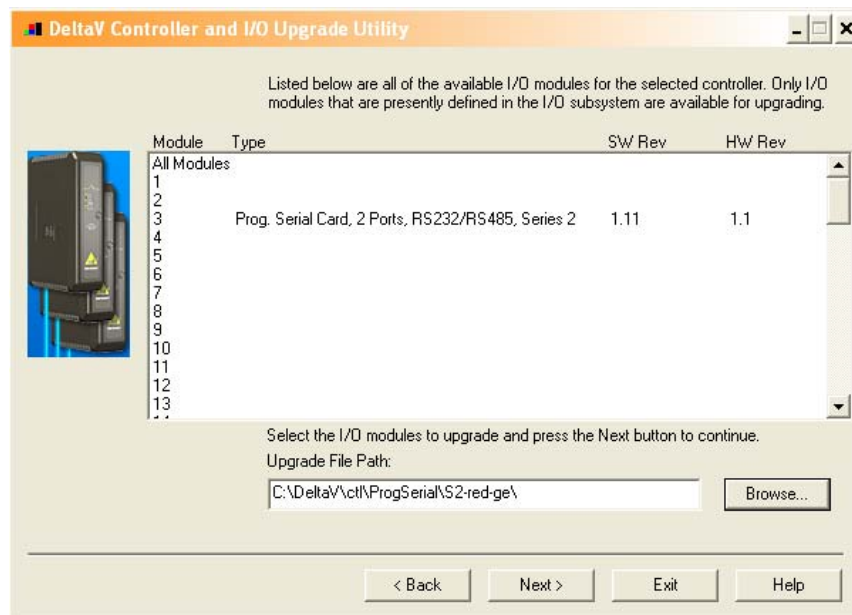 DeltaV Controller and I/O Upgrade Utility
Listed below are all of the available I/O modules for the selected controller. Only I/O
modules that are presently defined in the I/O subsystem are available for upgrading.
Module Type SW Rev HW Rev
All Modules
1
2
3 Prog. Serial Card, 2 Ports, RS232/RS485, Series 2 1.11 1.1
4
5
6
7
8
9
10
11
12
13
Select the I/O modules to upgrade and press the Next button to continue.
Upgrade File Path:
C:\DeltaV\ctl\ProgSerial\S2-red-ge\ Browse...
< Back Next > Exit Help